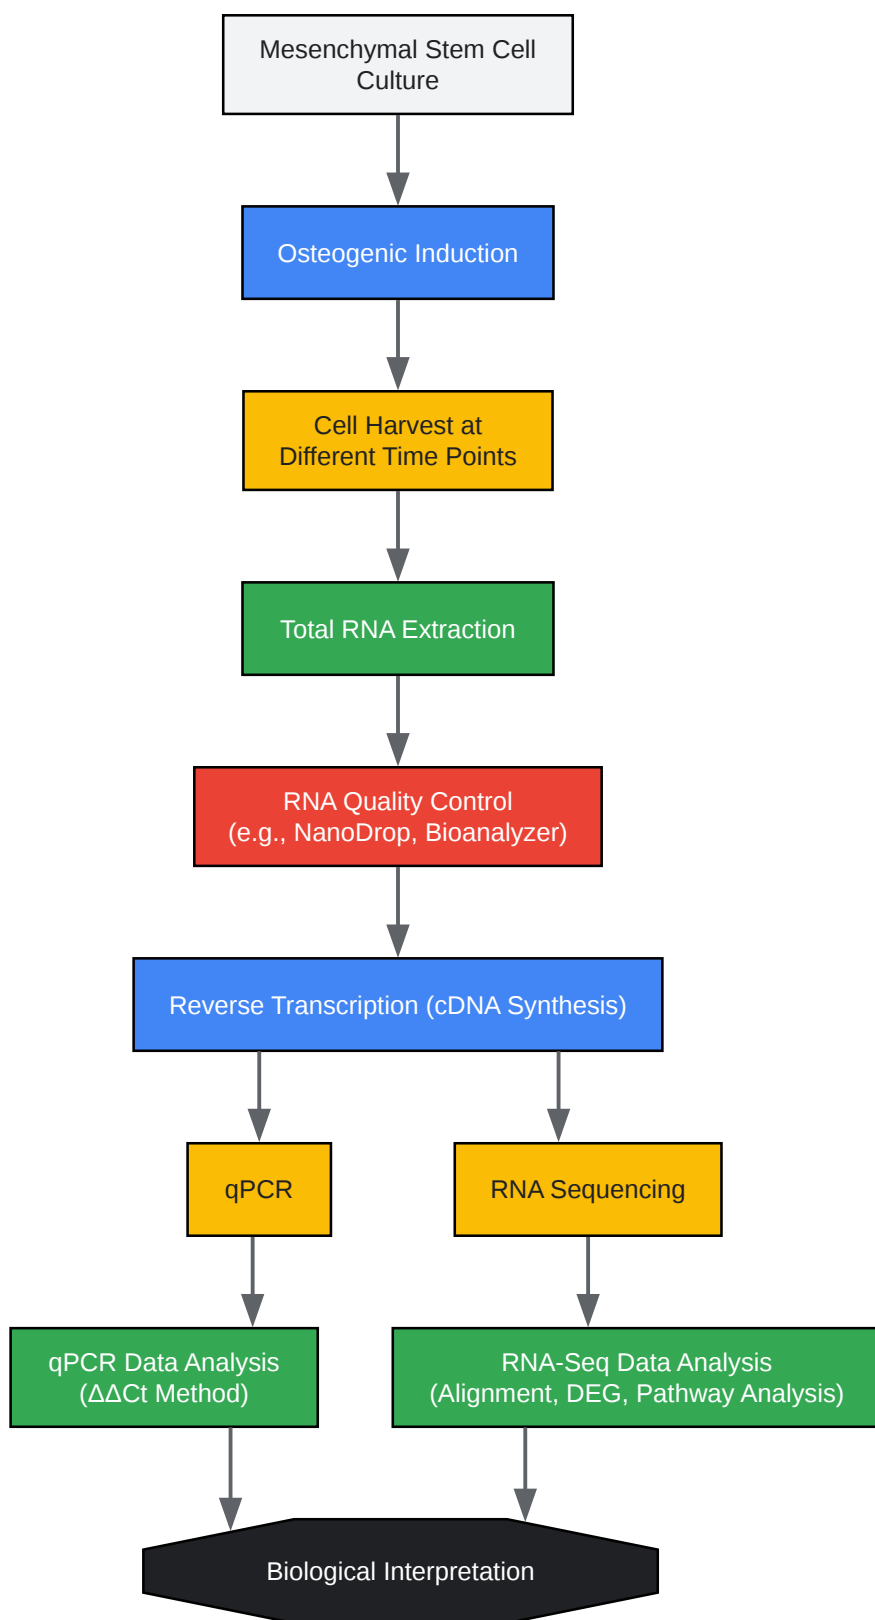 Mesenchymal Stem Cell
Culture
Osteogenic Induction
Cell Harvest at
Different Time Points
Total RNA Extraction
RNA Quality Control
(e.g., NanoDrop, Bioanalyzer)
Reverse Transcription (cDNA Synthesis)
qPCR
RNA Sequencing
qPCR Data Analysis
(ΔΔCt Method)
RNA-Seq Data Analysis
(Alignment, DEG, Pathway Analysis)
Biological Interpretation